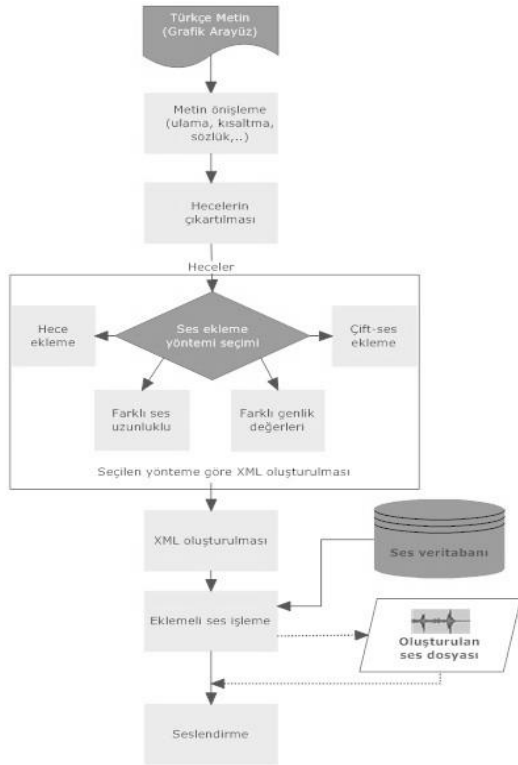 Türkçe Metin
(Grafik Arayüz)
Metin önişleme
(ulama, kısaltma,
sözlük,..)
Hecelerin
çıkartılması
Heceler
Hece
ekleme
Ses ekleme
yöntemi seçimi
Çift-ses
ekleme
Farklı ses
uzunluklu
Farklı genlik
değerleri
Seçilen yönteme göre XML oluşturulması
XML oluşturulması
Ses veritabanı
Eklemeli ses işleme
Oluşturulan
ses dosyası
Seslendirme